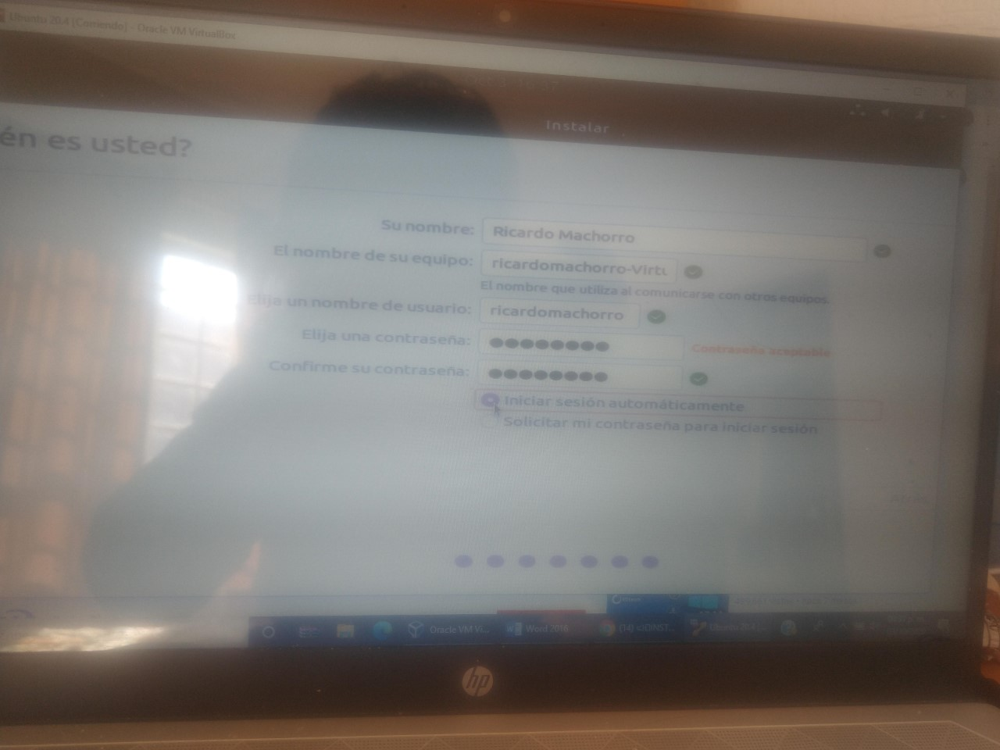 Ubuntu 20.4 [Corriendo] - Oracle VM VirtualBox
Instalar
én es usted?
Su nombre: Ricardo Machorro
El nombre de su equipo: ricardomachorro-Virtu
El nombre que utiliza al comunicarse con otros equipos.
Elija un nombre de usuario: ricardomachorro
Elija una contraseña: ●●●●●●●● Contraseña aceptable
Confirme su contraseña: ●●●●●●●●
Iniciar sesión automáticamente
Solicitar mi contraseña para iniciar sesión
Oracle VM Vi... Word 2016 (14) Ubuntu 20.4 [...
hp